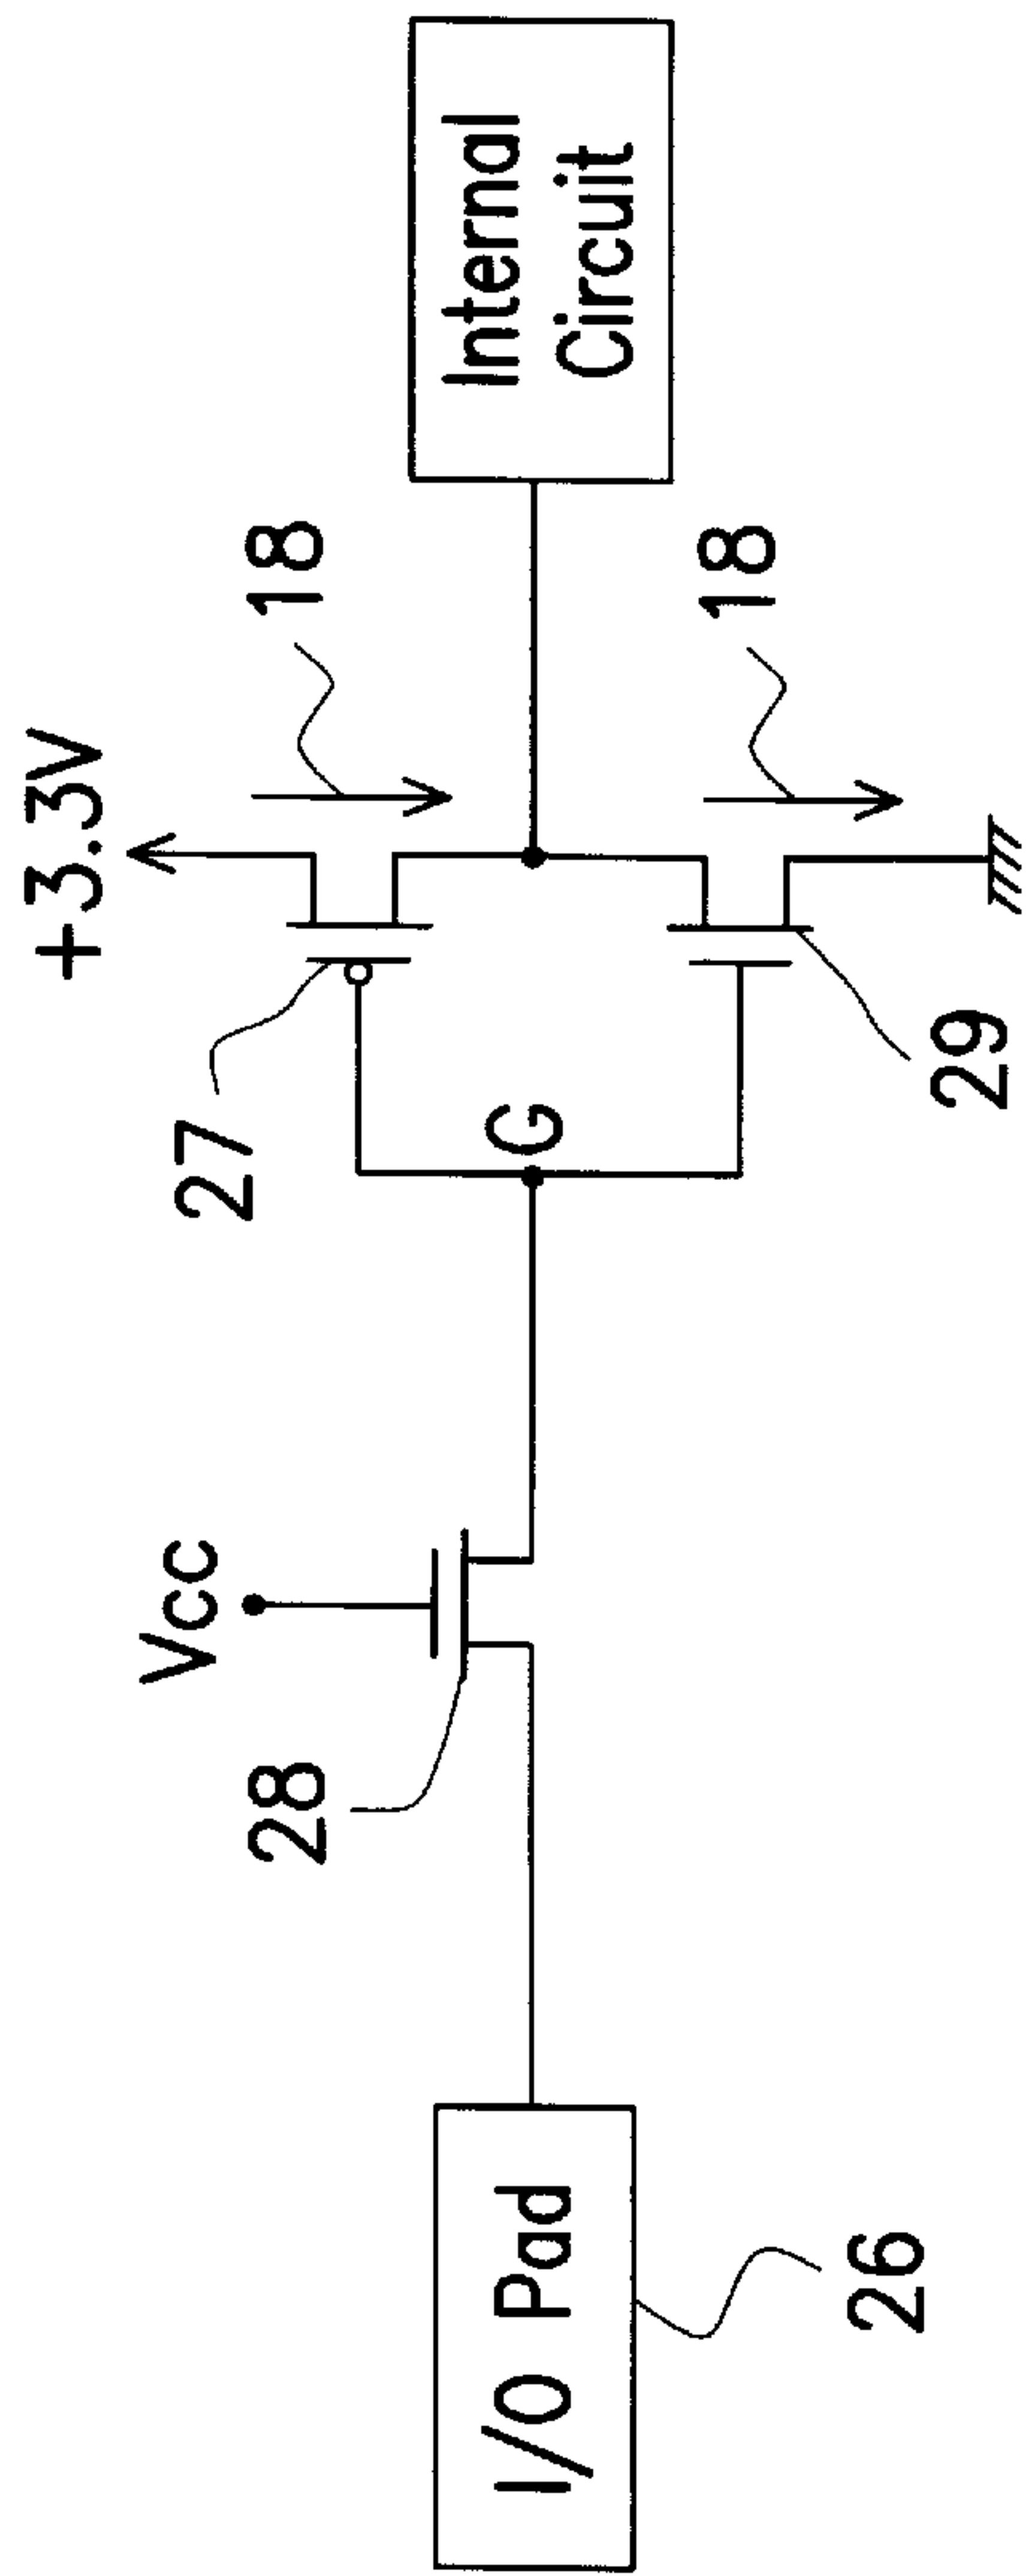 +3.3V
18
27
Vcc
28
G
Internal
Circuit
I/O Pad
18
29
26